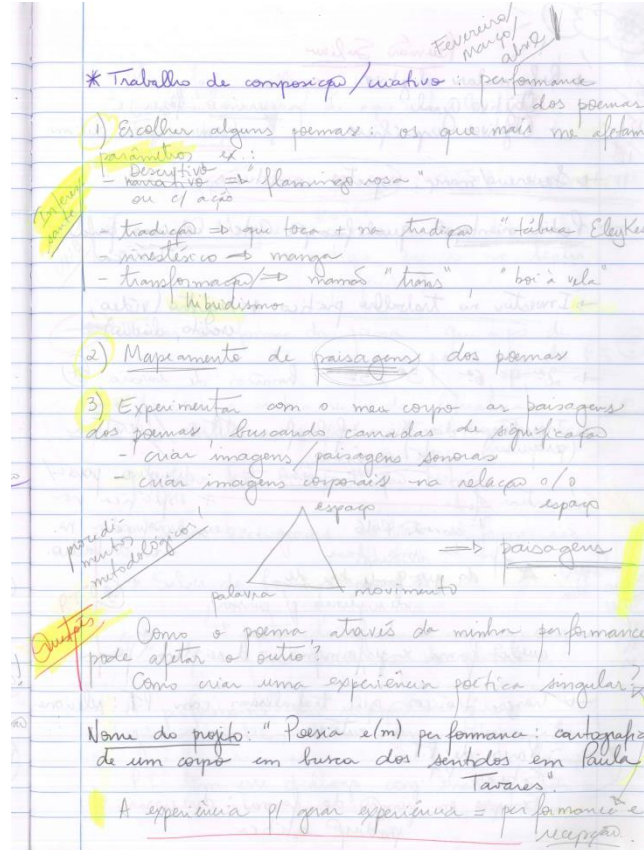 Fevereiro/
março/
abril
* Trabalho de composição/criativo: performance
dos poemas
1) Escolher alguns poemas: os que mais me afetam
parâmetros ex.:
Descritivo
- narrativo => "flamingo rosa"
ou c/ ação
Interes
sante
- tradição => que toca + na tradição "tábua Eleykes
- sinestésico => manga
- transformação/ => mamão "trans", "boi à vela"
hibridismo
2) Mapeamento de paisagens dos poemas
3) Experimentar com o meu corpo as paisagens
dos poemas buscando camadas de significação
- criar imagens/paisagens sonoras
- criar imagens corporais na relação c/o
espaço
procedi
mentos
metodológicos!
espaço
=> paisagens
palavra movimento
Questões
Como o poema através da minha performance
pode afetar o outro?
Como criar uma experiência poética singular?
Nome do projeto: "Poesia e(m) performance: cartografia
de um corpo em busca dos sentidos em Paula
Tavares".
A experiência p/ gerar experiência = performance e
recepção.